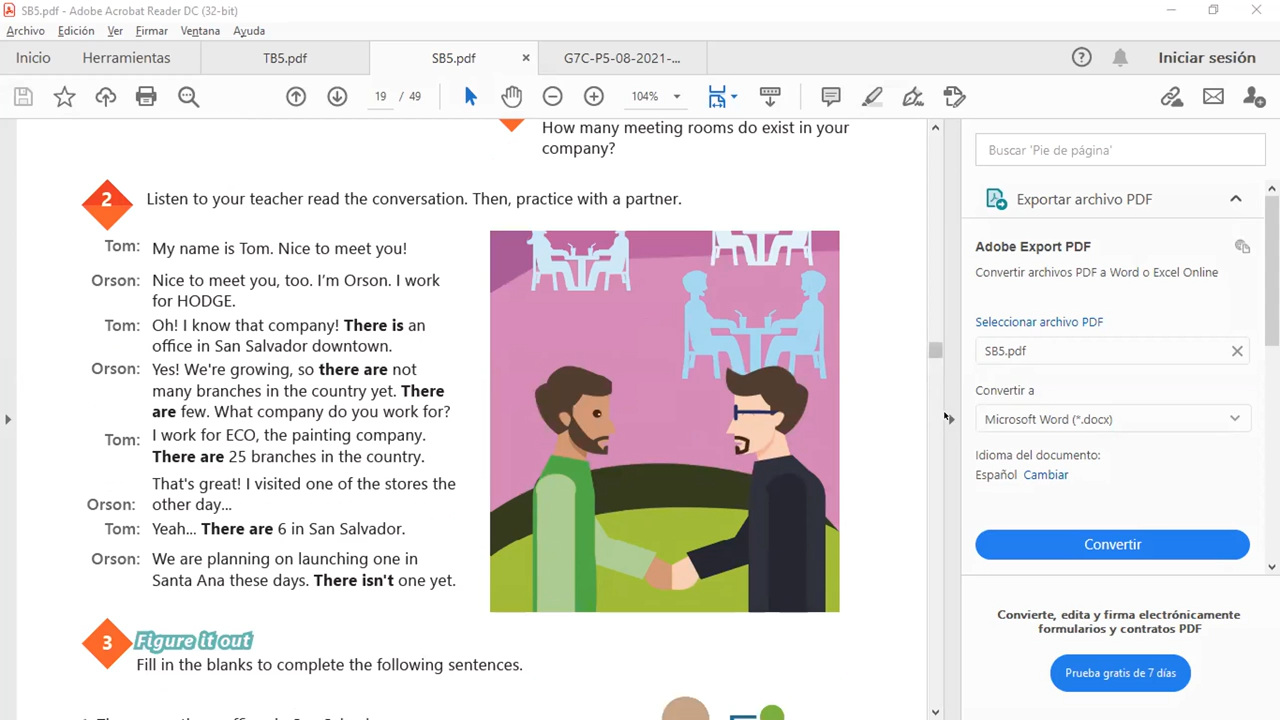 SB5.pdf - Adobe Acrobat Reader DC (32-bit)
Archivo Edición Ver Firmar Ventana Ayuda
Inicio Herramientas TB5.pdf SB5.pdf × G7C-P5-08-2021-... Iniciar sesión
19 / 49 104%
How many meeting rooms do exist in your
company?
2 Listen to your teacher read the conversation. Then, practice with a partner.
Tom: My name is Tom. Nice to meet you!
Orson: Nice to meet you, too. I'm Orson. I work
for HODGE.
Tom: Oh! I know that company! There is an
office in San Salvador downtown.
Orson: Yes! We're growing, so there are not
many branches in the country yet. There
are few. What company do you work for?
Tom: I work for ECO, the painting company.
There are 25 branches in the country.
That's great! I visited one of the stores the
Orson: other day...
Tom: Yeah... There are 6 in San Salvador.
Orson: We are planning on launching one in
Santa Ana these days. There isn't one yet.
3 Figure it out
Fill in the blanks to complete the following sentences.
Buscar 'Pie de página'
Exportar archivo PDF
Adobe Export PDF
Convertir archivos PDF a Word o Excel Online
Seleccionar archivo PDF
SB5.pdf
Convertir a
Microsoft Word (*.docx)
Idioma del documento:
Español Cambiar
Convertir
Convierte, edita y firma electrónicamente
formularios y contratos PDF
Prueba gratis de 7 días